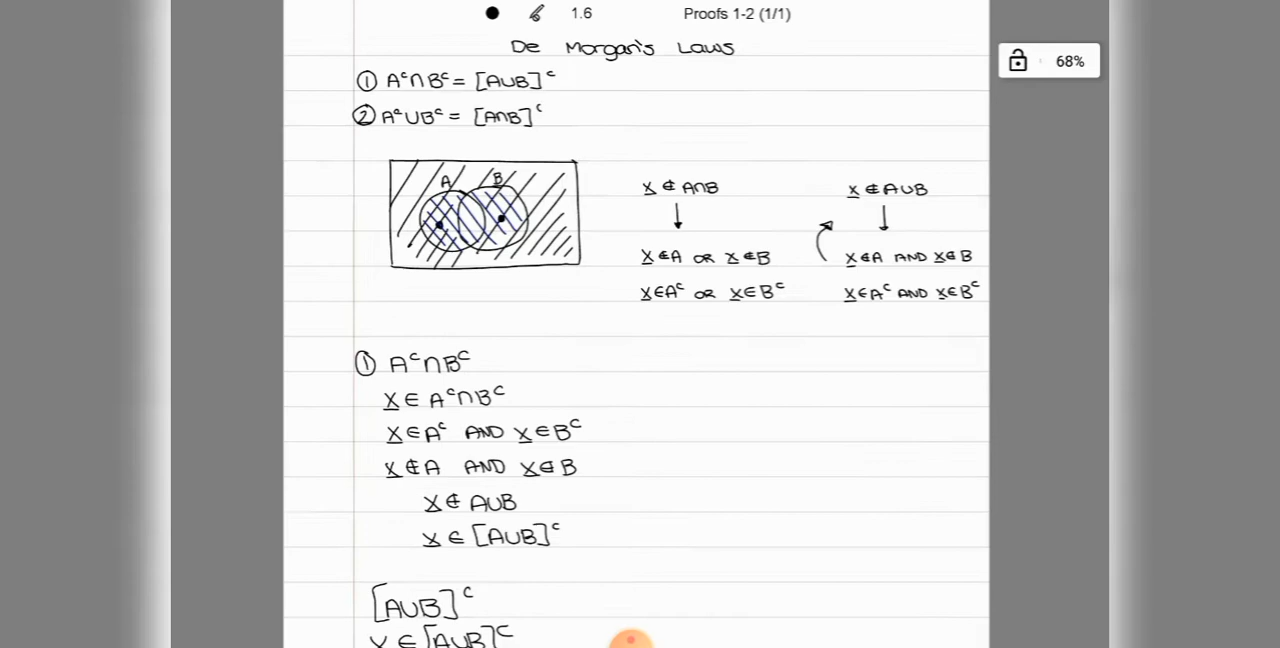 1.6 Proofs 1-2 (1/1)
68%
De Morgan's Laws
① Aᶜ∩Bᶜ = [A∪B]ᶜ
② Aᶜ∪Bᶜ = [A∩B]ᶜ
A B
x ∉ A∩B
↓
x∉A OR x∉B
x∈Aᶜ OR x∈Bᶜ
x ∉ A∪B
↓
x∉A AND x∉B
x∈Aᶜ AND x∈Bᶜ
① Aᶜ∩Bᶜ
x ∈ Aᶜ∩Bᶜ
x∈Aᶜ AND x∈Bᶜ
x∉A AND x∉B
x∉ A∪B
x ∈ [A∪B]ᶜ
[A∪B]ᶜ
x ∈ [A∪B]ᶜ